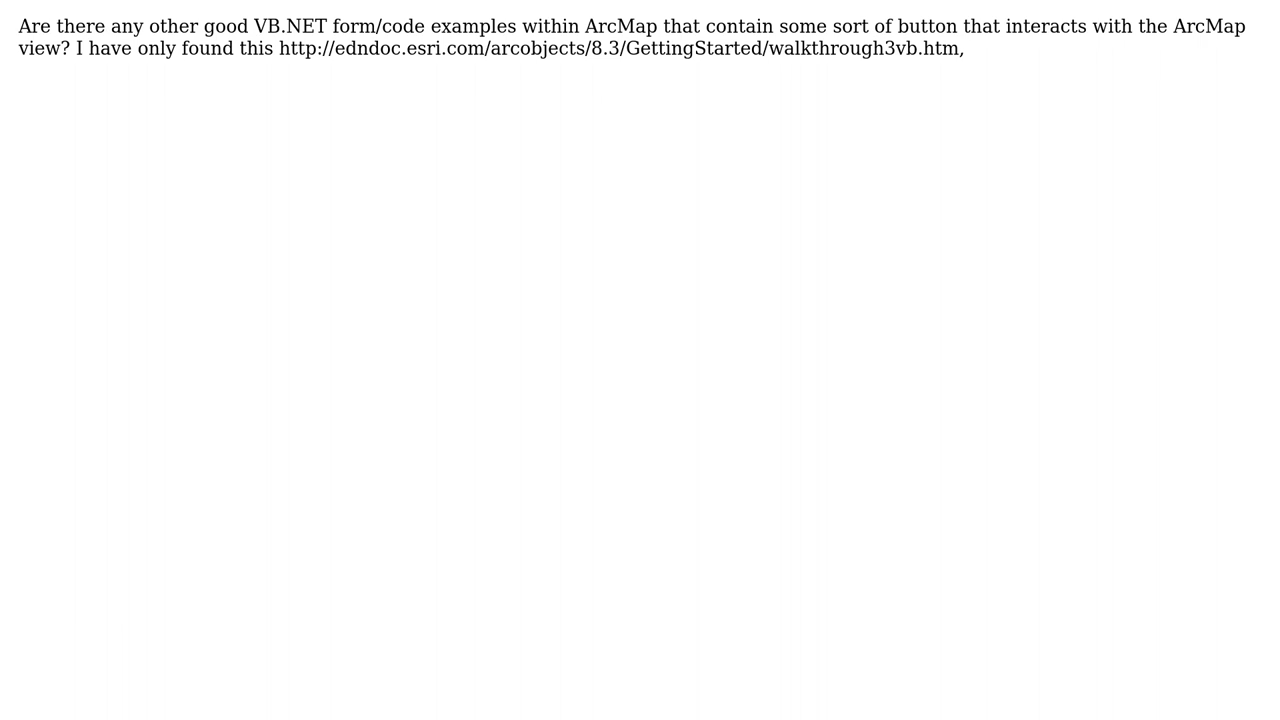 Are there any other good VB.NET form/code examples within ArcMap that contain some sort of button that interacts with the ArcMap
view? I have only found this http://edndoc.esri.com/arcobjects/8.3/GettingStarted/walkthrough3vb.htm,